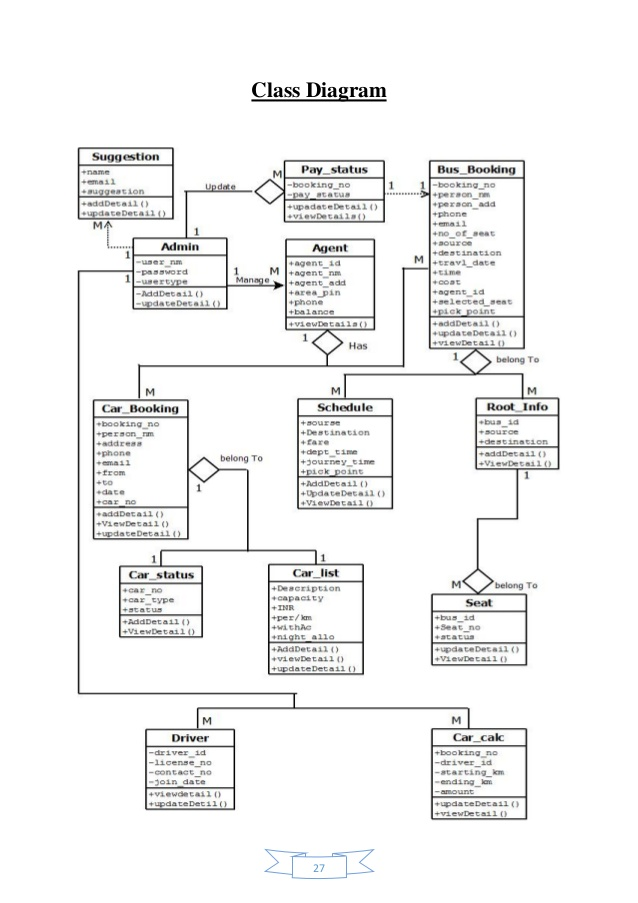 Class Diagram
Suggestion
+name
+email
+suggestion
+addDetail()
+updateDetail()
Pay_status
-booking_no
-pay_status
+upadateDetail()
+viewDetails()
Bus_Booking
-booking_no
+person_nm
+person_add
+phone
+email
+no_of_seat
+source
+destination
+travl_date
+time
+cost
+agent_id
+selected_seat
+pick_point
+addDetail()
+updateDetail()
+viewDetail()
Update
M
1
1
1
M
1
Admin
-user_nm
-password
-usertype
-AddDetail()
-updateDetail()
1
1
Manage
M
Agent
+agent_id
+agent_nm
+agent_add
+area_pin
+phone
+balance
+viewDetails()
M
1
Has
1
belong To
M
M
M
Car_Booking
+booking_no
+person_nm
+address
+phone
+email
+from
+to
+date
+car_no
+addDetail()
+ViewDetail()
+updateDetail()
Schedule
+sourse
+Destination
+fare
+dept_time
+journey_time
+pick_point
+AddDetail()
+UpdateDetail()
+ViewDetail()
Root_Info
+bus_id
+source
+destination
+addDetail()
+ViewDetail()
1
belong To
1
1
1
Car_status
+car_no
+car_type
+status
+AddDetail()
+ViewDetail()
Car_list
+Description
+capacity
+INR
+per/km
+withAc
+night_allo
+AddDetail()
+viewDetail()
+updateDetail()
M
belong To
Seat
+bus_id
+Seat_no
+status
+updateDetail()
+ViewDetail()
M
M
Driver
-driver_id
-license_no
-contact_no
-join_date
+viewdetail()
+updateDetil()
Car_calc
+booking_no
-driver_id
-starting_km
-ending_km
-amount
+updateDetail()
+viewDetail()
27